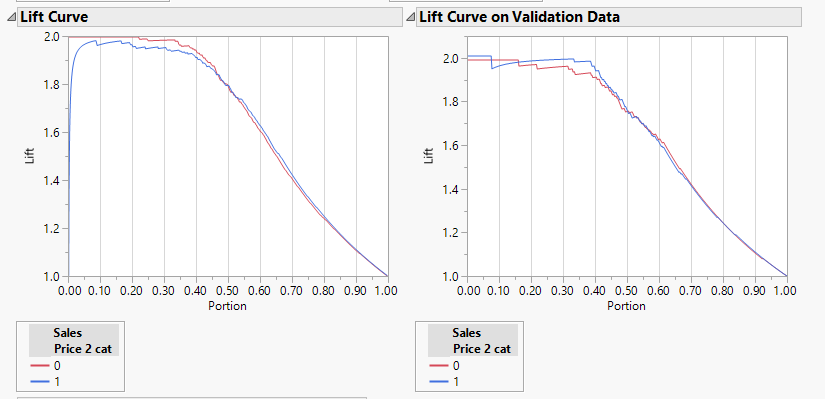 Lift Curve
2.0
1.8
1.6
1.4
1.2
1.0
Lift
0.00 0.10 0.20 0.30 0.40 0.50 0.60 0.70 0.80 0.90 1.00
Portion
Sales
Price 2 cat
0
1
Lift Curve on Validation Data
2.0
1.8
1.6
1.4
1.2
1.0
Lift
0.00 0.10 0.20 0.30 0.40 0.50 0.60 0.70 0.80 0.90 1.00
Portion
Sales
Price 2 cat
0
1